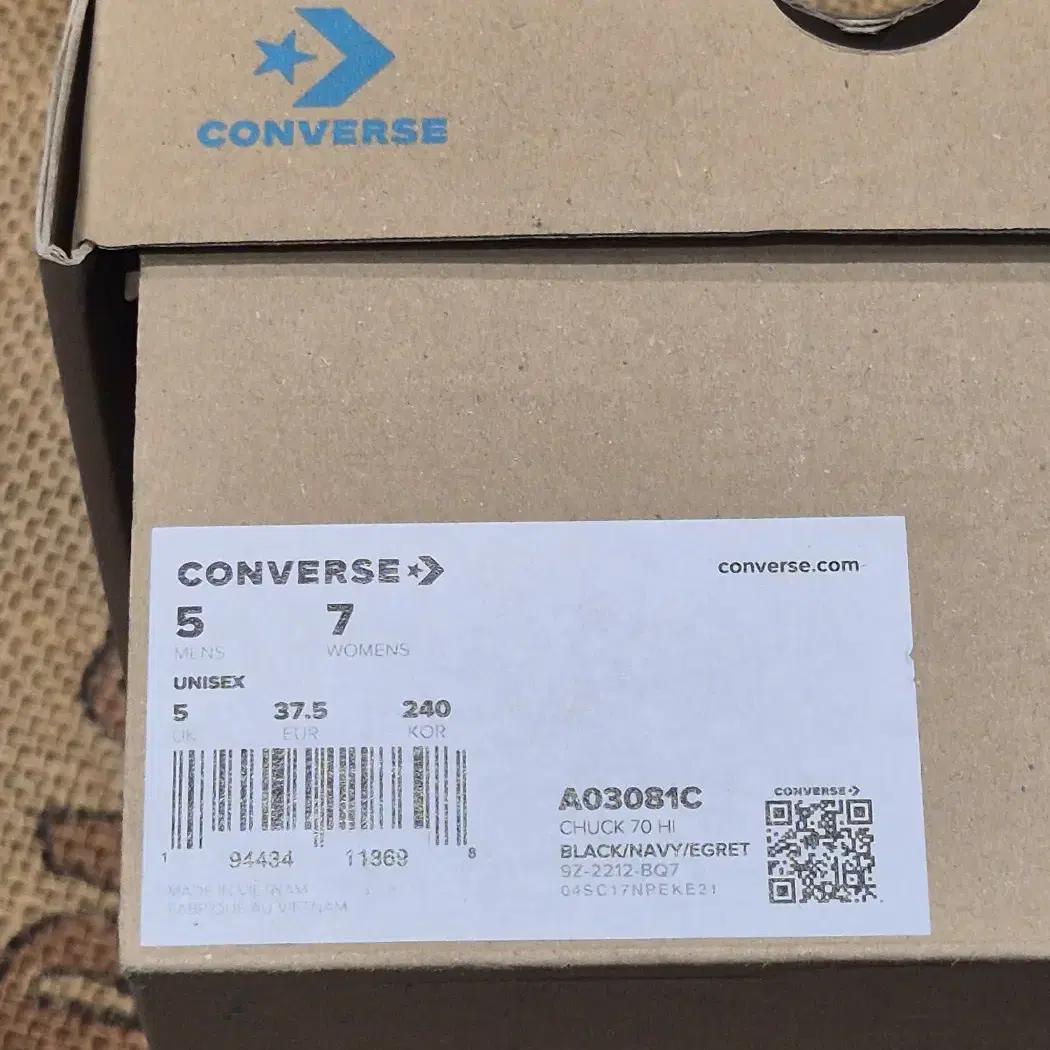 CONVERSE
CONVERSE
converse.com
5 7
MENS WOMENS
UNISEX
5 37.5 240
UK EUR KOR
1 94434 11369 8
MADE IN VIETNAM
FABRIQUE AU VIETNAM
CONVERSE
A03081C
CHUCK 70 HI
BLACK/NAVY/EGRET
9Z-2212-BQ7
04SC17NPEKE21